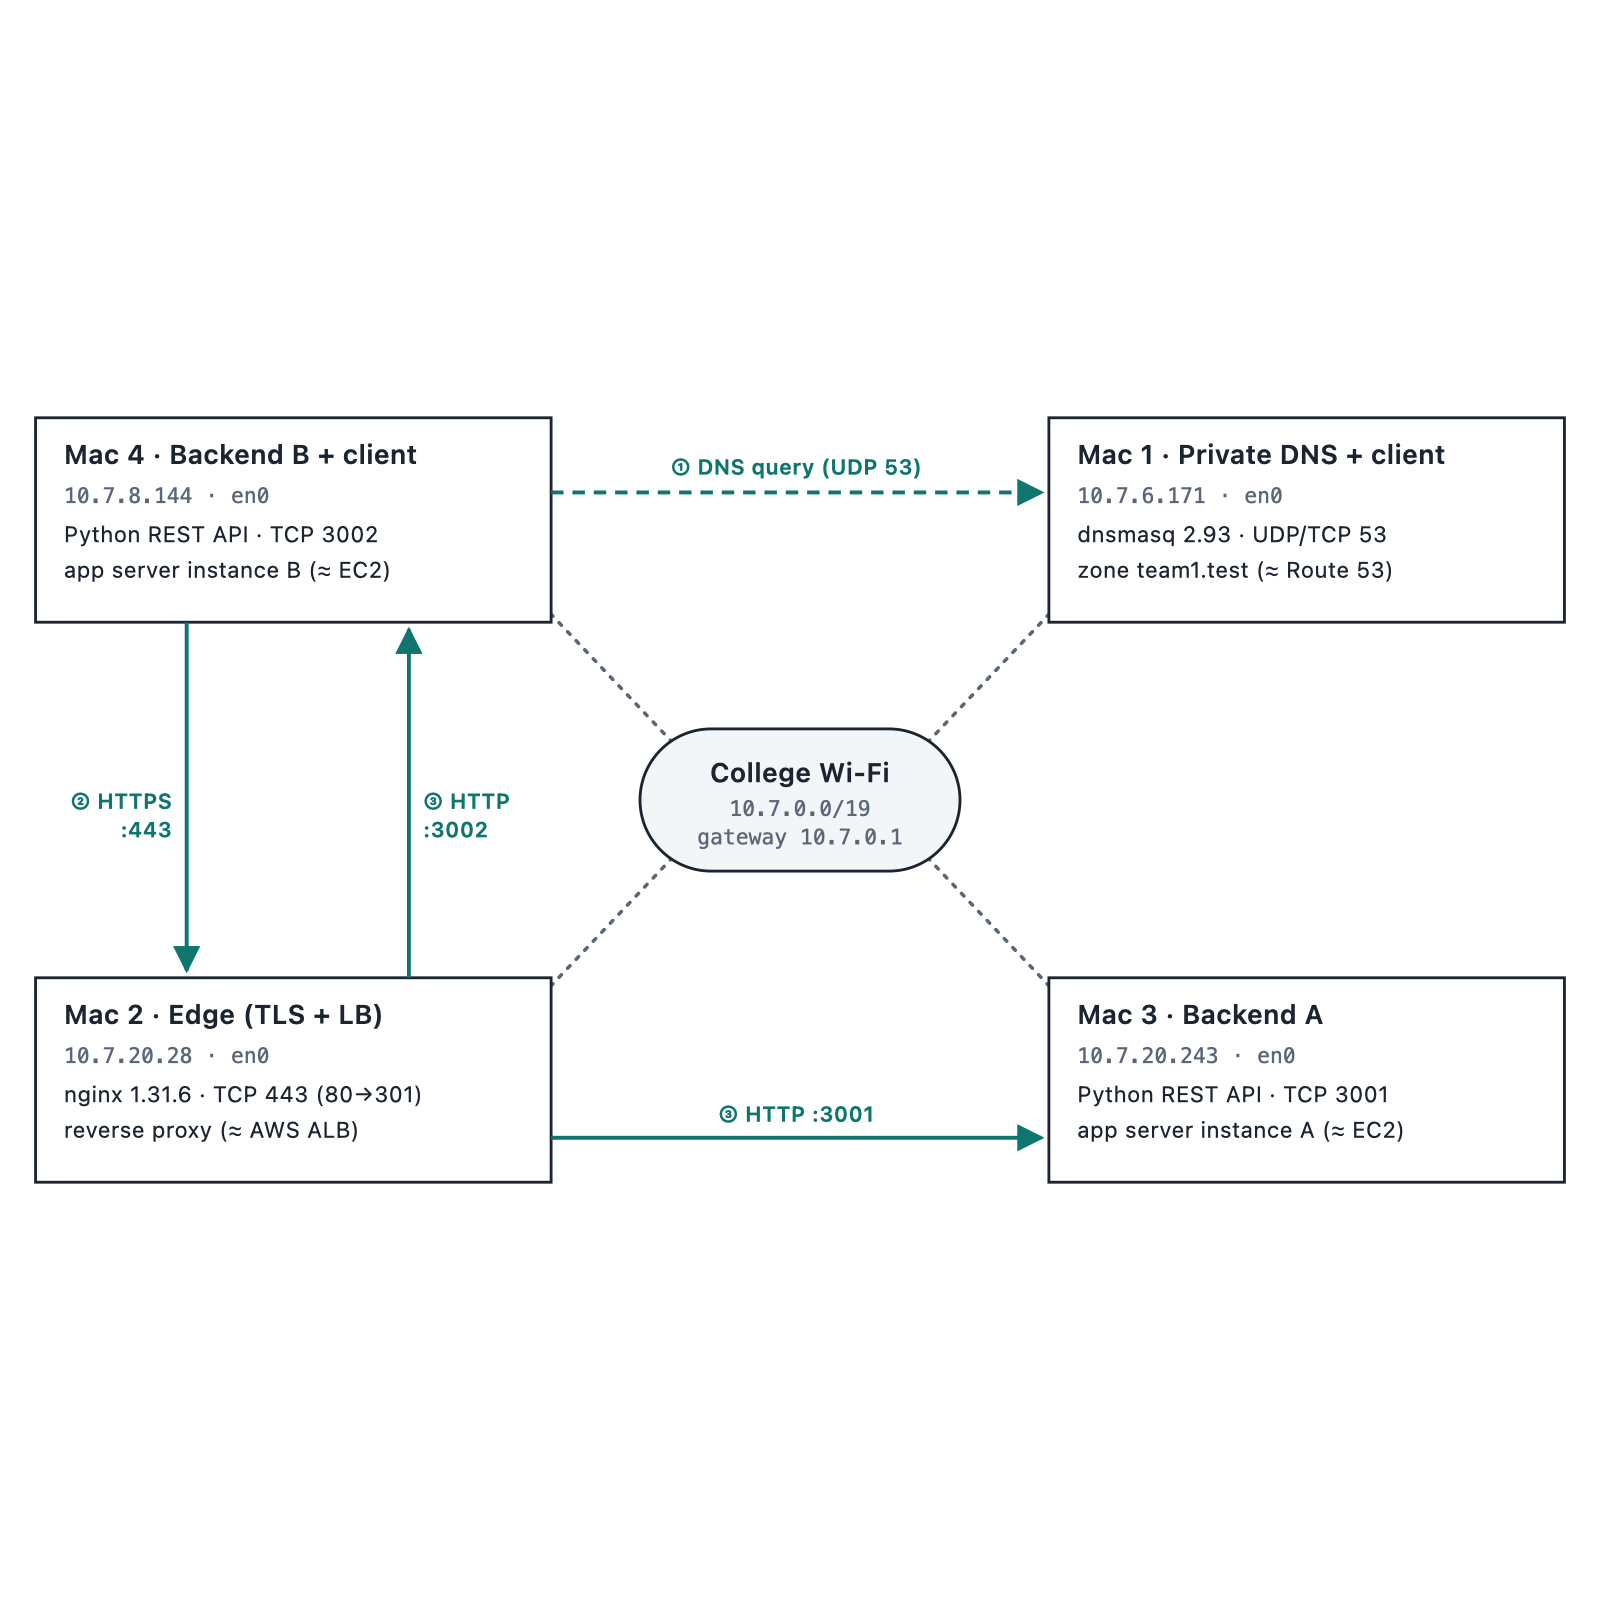 Mac 4 · Backend B + client
10.7.8.144 · en0
Python REST API · TCP 3002
app server instance B (≈ EC2)
① DNS query (UDP 53)
Mac 1 · Private DNS + client
10.7.6.171 · en0
dnsmasq 2.93 · UDP/TCP 53
zone team1.test (≈ Route 53)
② HTTPS
:443
③ HTTP
:3002
College Wi-Fi
10.7.0.0/19
gateway 10.7.0.1
Mac 2 · Edge (TLS + LB)
10.7.20.28 · en0
nginx 1.31.6 · TCP 443 (80→301)
reverse proxy (≈ AWS ALB)
③ HTTP :3001
Mac 3 · Backend A
10.7.20.243 · en0
Python REST API · TCP 3001
app server instance A (≈ EC2)